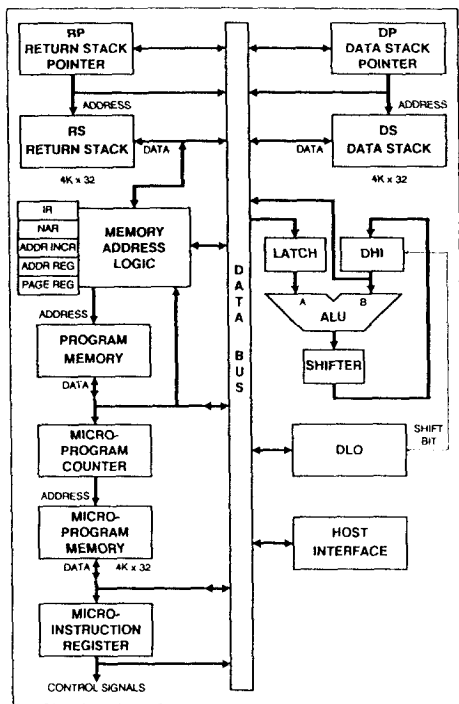 RP
RETURN STACK
POINTER
ADDRESS
RS
RETURN STACK
DATA
4K x 32
IR
NAR
ADDR INCR
ADDR REG
PAGE REG
MEMORY
ADDRESS
LOGIC
ADDRESS
PROGRAM
MEMORY
DATA
MICRO-
PROGRAM
COUNTER
ADDRESS
MICRO-
PROGRAM
MEMORY
DATA
4K x 32
MICRO-
INSTRUCTION
REGISTER
CONTROL SIGNALS
DATA BUS
DP
DATA STACK
POINTER
ADDRESS
DS
DATA STACK
DATA
4K x 32
LATCH
DHI
A
B
ALU
SHIFTER
SHIFT
BIT
DLO
HOST
INTERFACE